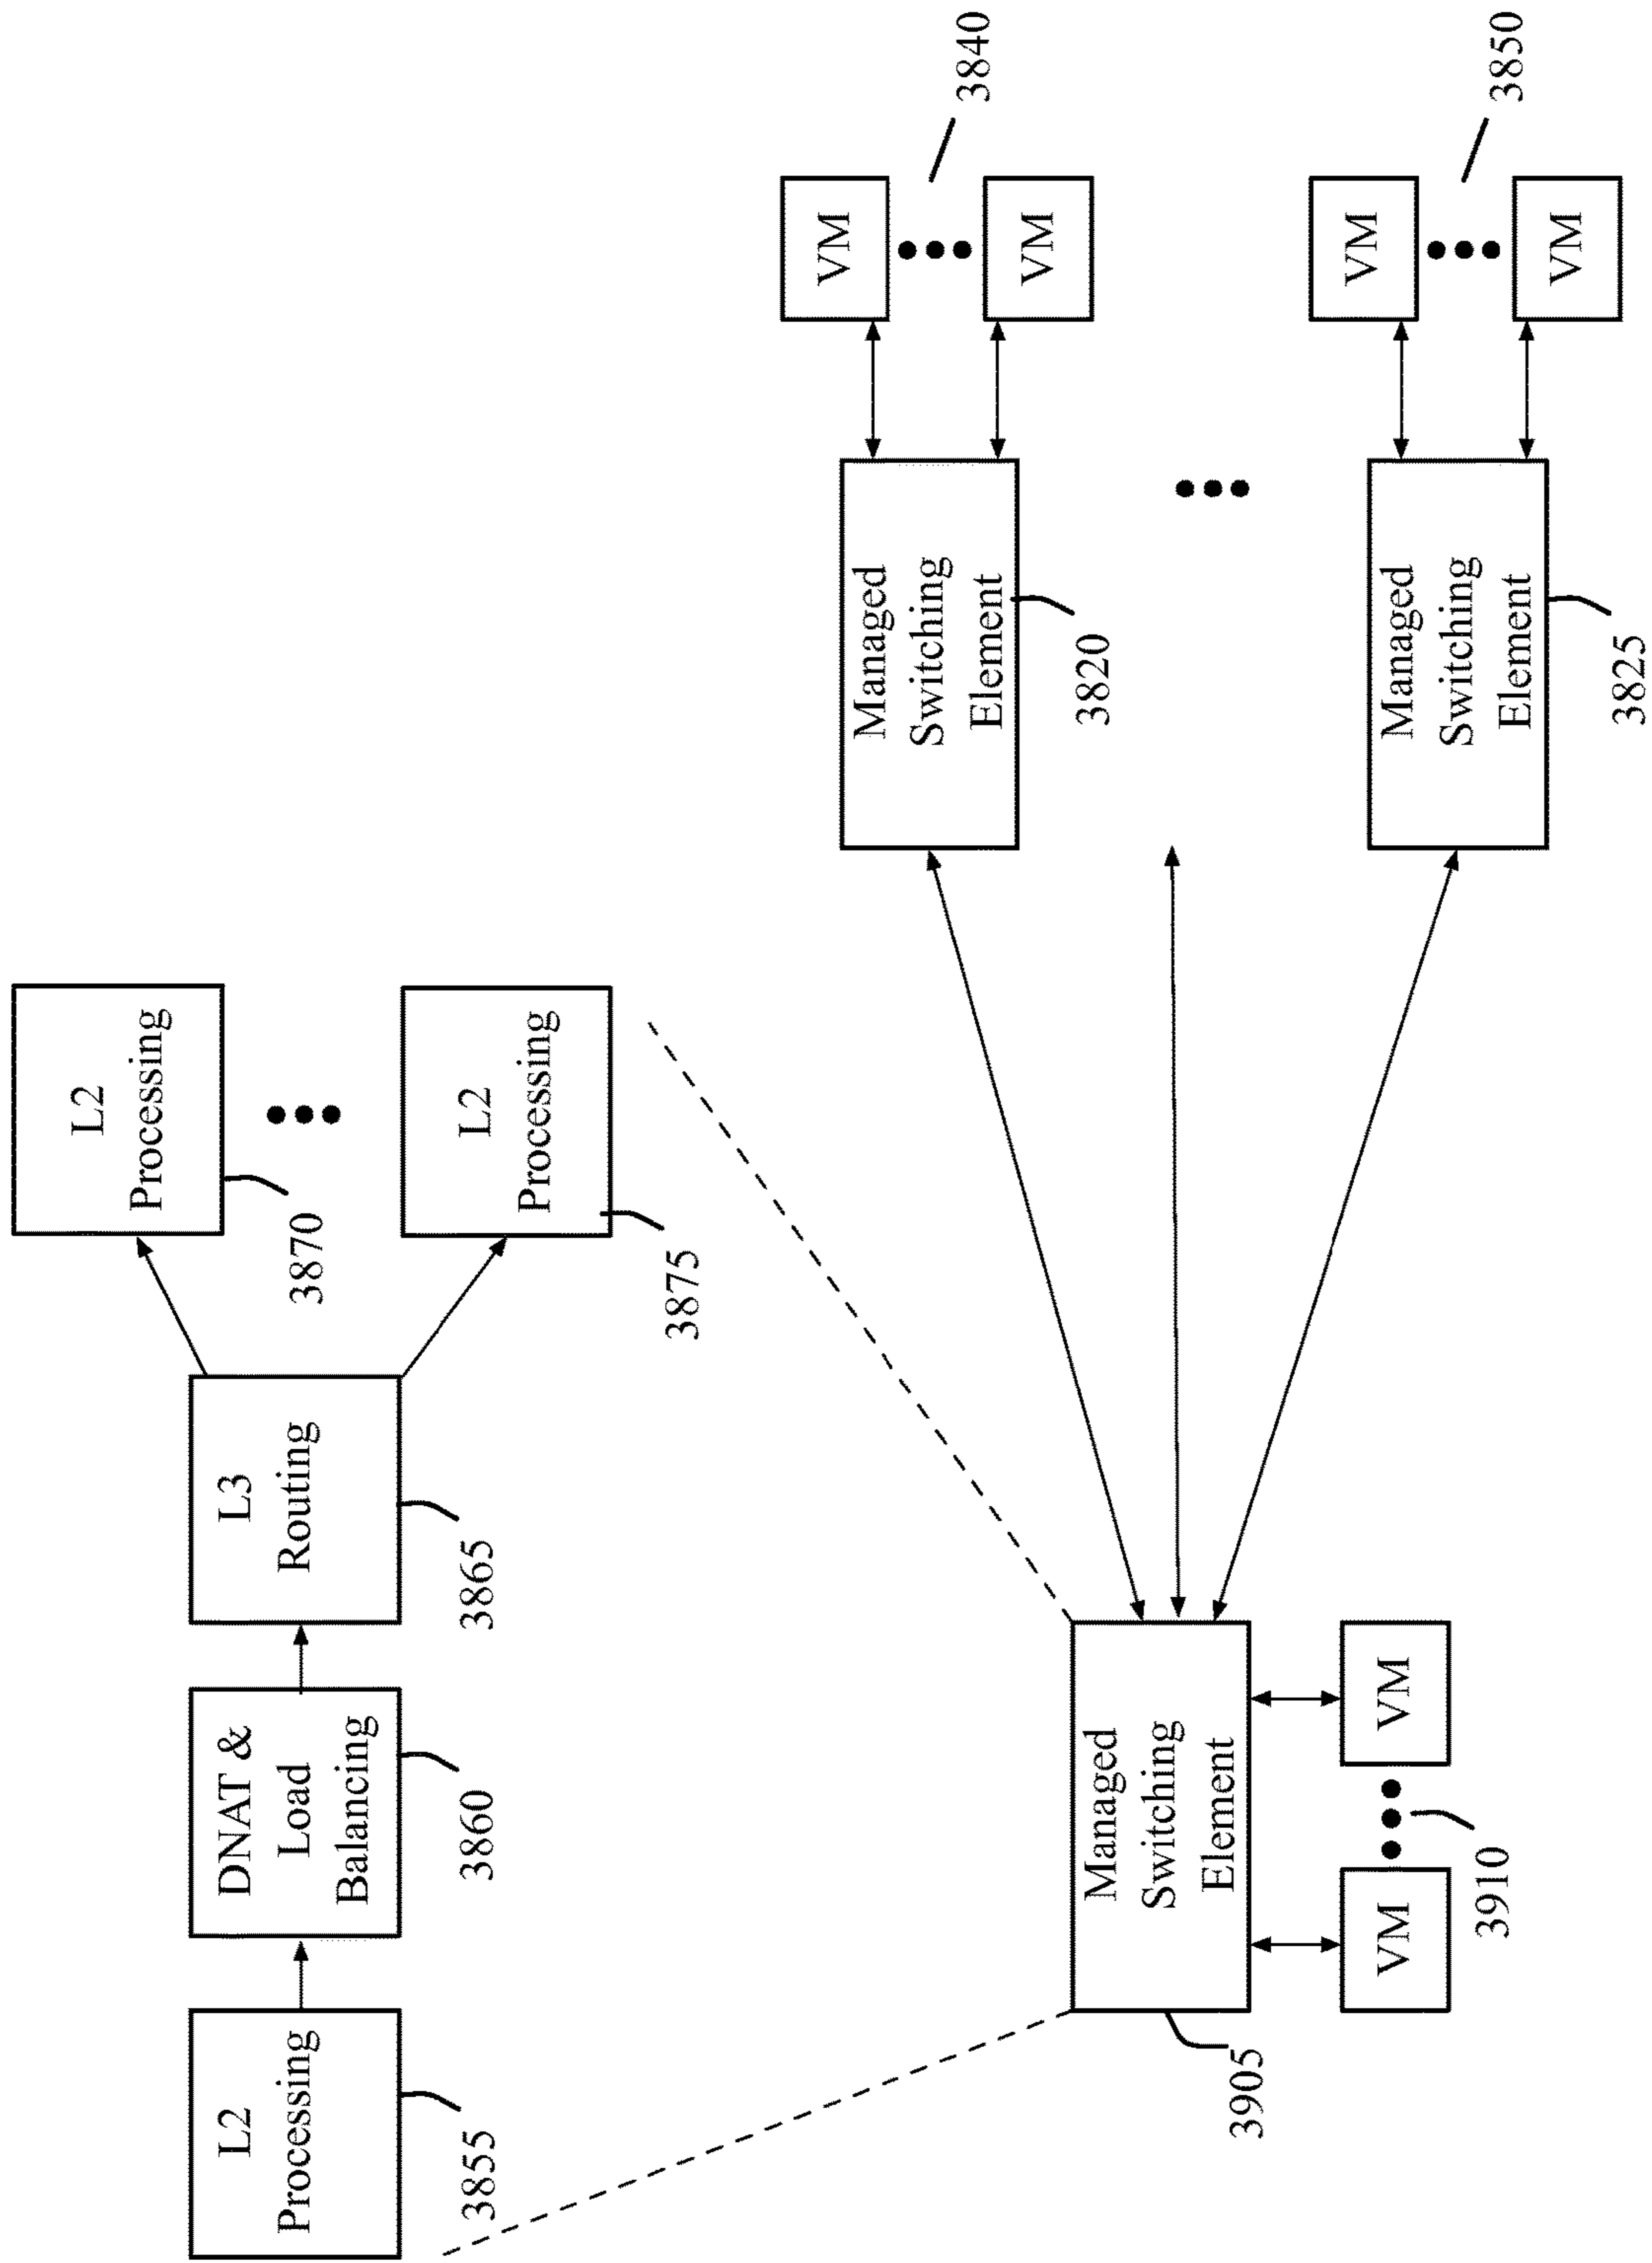 L2
Processing
3855
DNAT &
Load
Balancing
3860
L3
Routing
3865
L2
Processing
3870
L2
Processing
3875
Managed
Switching
Element
3905
VM
VM
3910
Managed
Switching
Element
3820
VM
VM
3840
Managed
Switching
Element
3825
VM
VM
3850